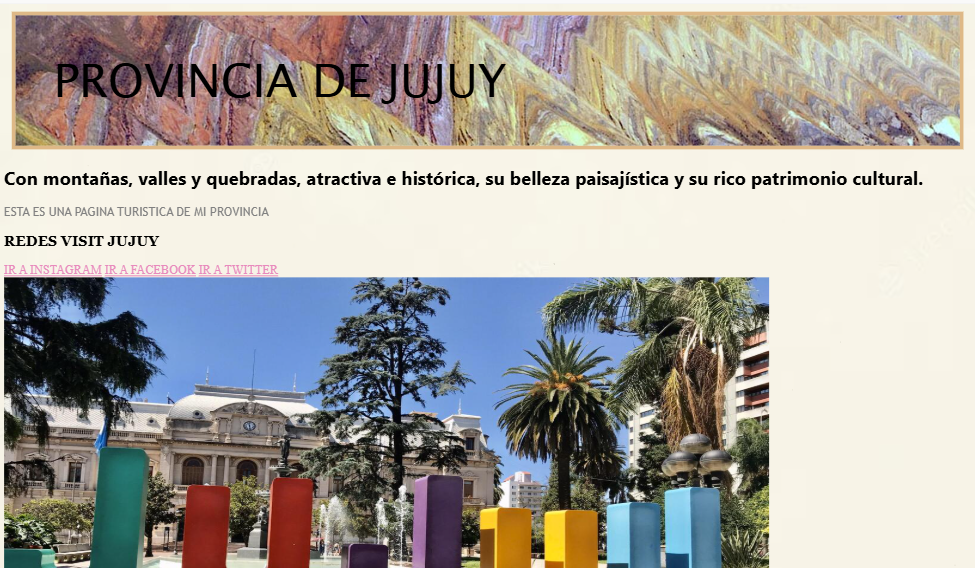 PROVINCIA DE JUJUY
Con montañas, valles y quebradas, atractiva e histórica, su belleza paisajística y su rico patrimonio cultural.
ESTA ES UNA PAGINA TURISTICA DE MI PROVINCIA
REDES VISIT JUJUY
IR A INSTAGRAM IR A FACEBOOK IR A TWITTER